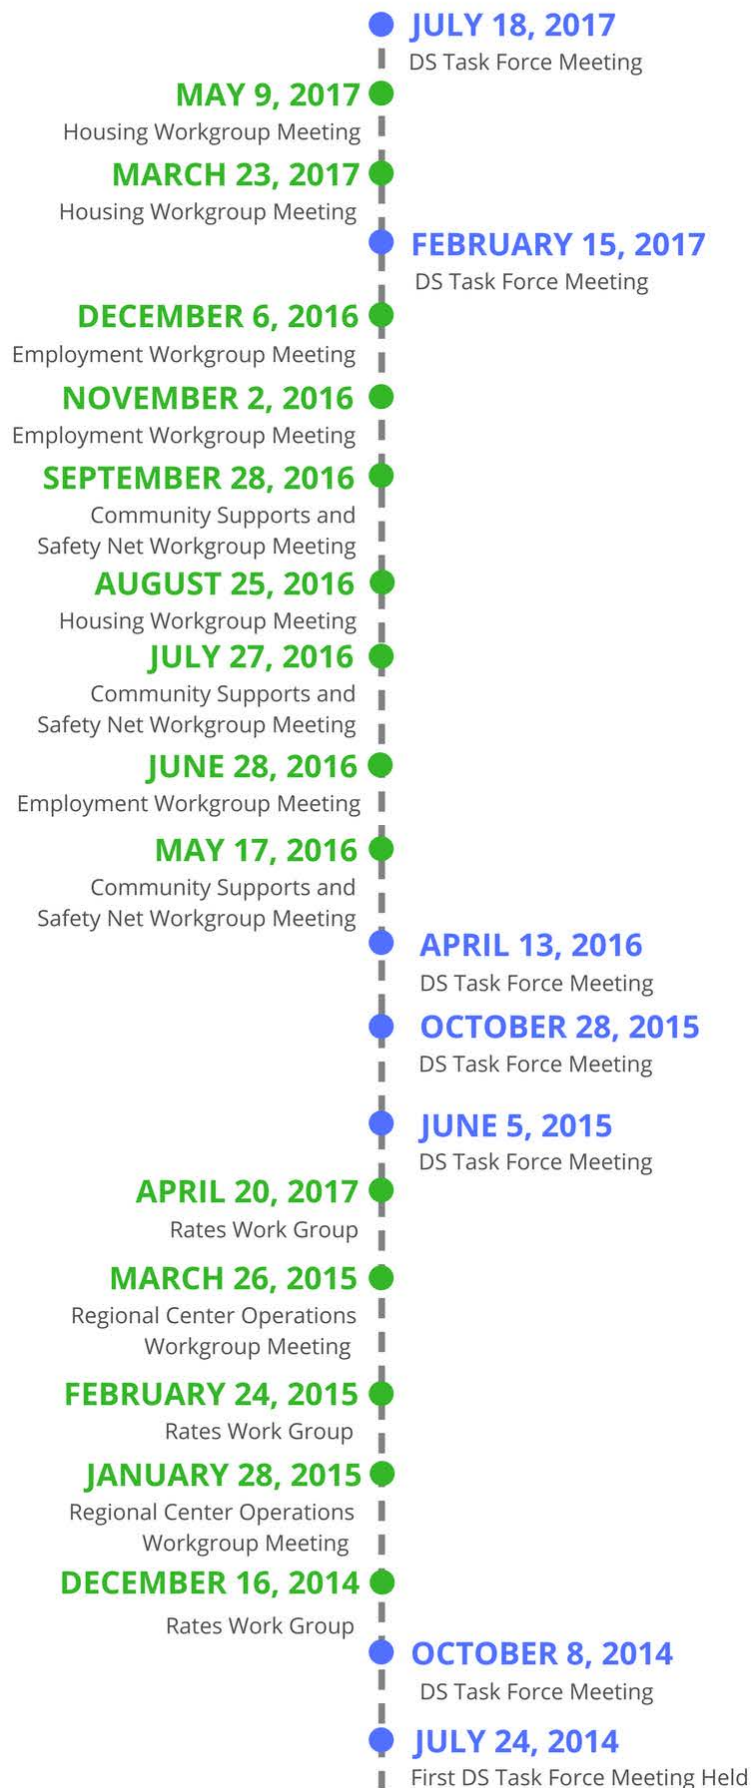 JULY 18, 2017
DS Task Force Meeting
MAY 9, 2017
Housing Workgroup Meeting
MARCH 23, 2017
Housing Workgroup Meeting
FEBRUARY 15, 2017
DS Task Force Meeting
DECEMBER 6, 2016
Employment Workgroup Meeting
NOVEMBER 2, 2016
Employment Workgroup Meeting
SEPTEMBER 28, 2016
Community Supports and
Safety Net Workgroup Meeting
AUGUST 25, 2016
Housing Workgroup Meeting
JULY 27, 2016
Community Supports and
Safety Net Workgroup Meeting
JUNE 28, 2016
Employment Workgroup Meeting
MAY 17, 2016
Community Supports and
Safety Net Workgroup Meeting
APRIL 13, 2016
DS Task Force Meeting
OCTOBER 28, 2015
DS Task Force Meeting
JUNE 5, 2015
DS Task Force Meeting
APRIL 20, 2017
Rates Work Group
MARCH 26, 2015
Regional Center Operations
Workgroup Meeting
FEBRUARY 24, 2015
Rates Work Group
JANUARY 28, 2015
Regional Center Operations
Workgroup Meeting
DECEMBER 16, 2014
Rates Work Group
OCTOBER 8, 2014
DS Task Force Meeting
JULY 24, 2014
First DS Task Force Meeting Held